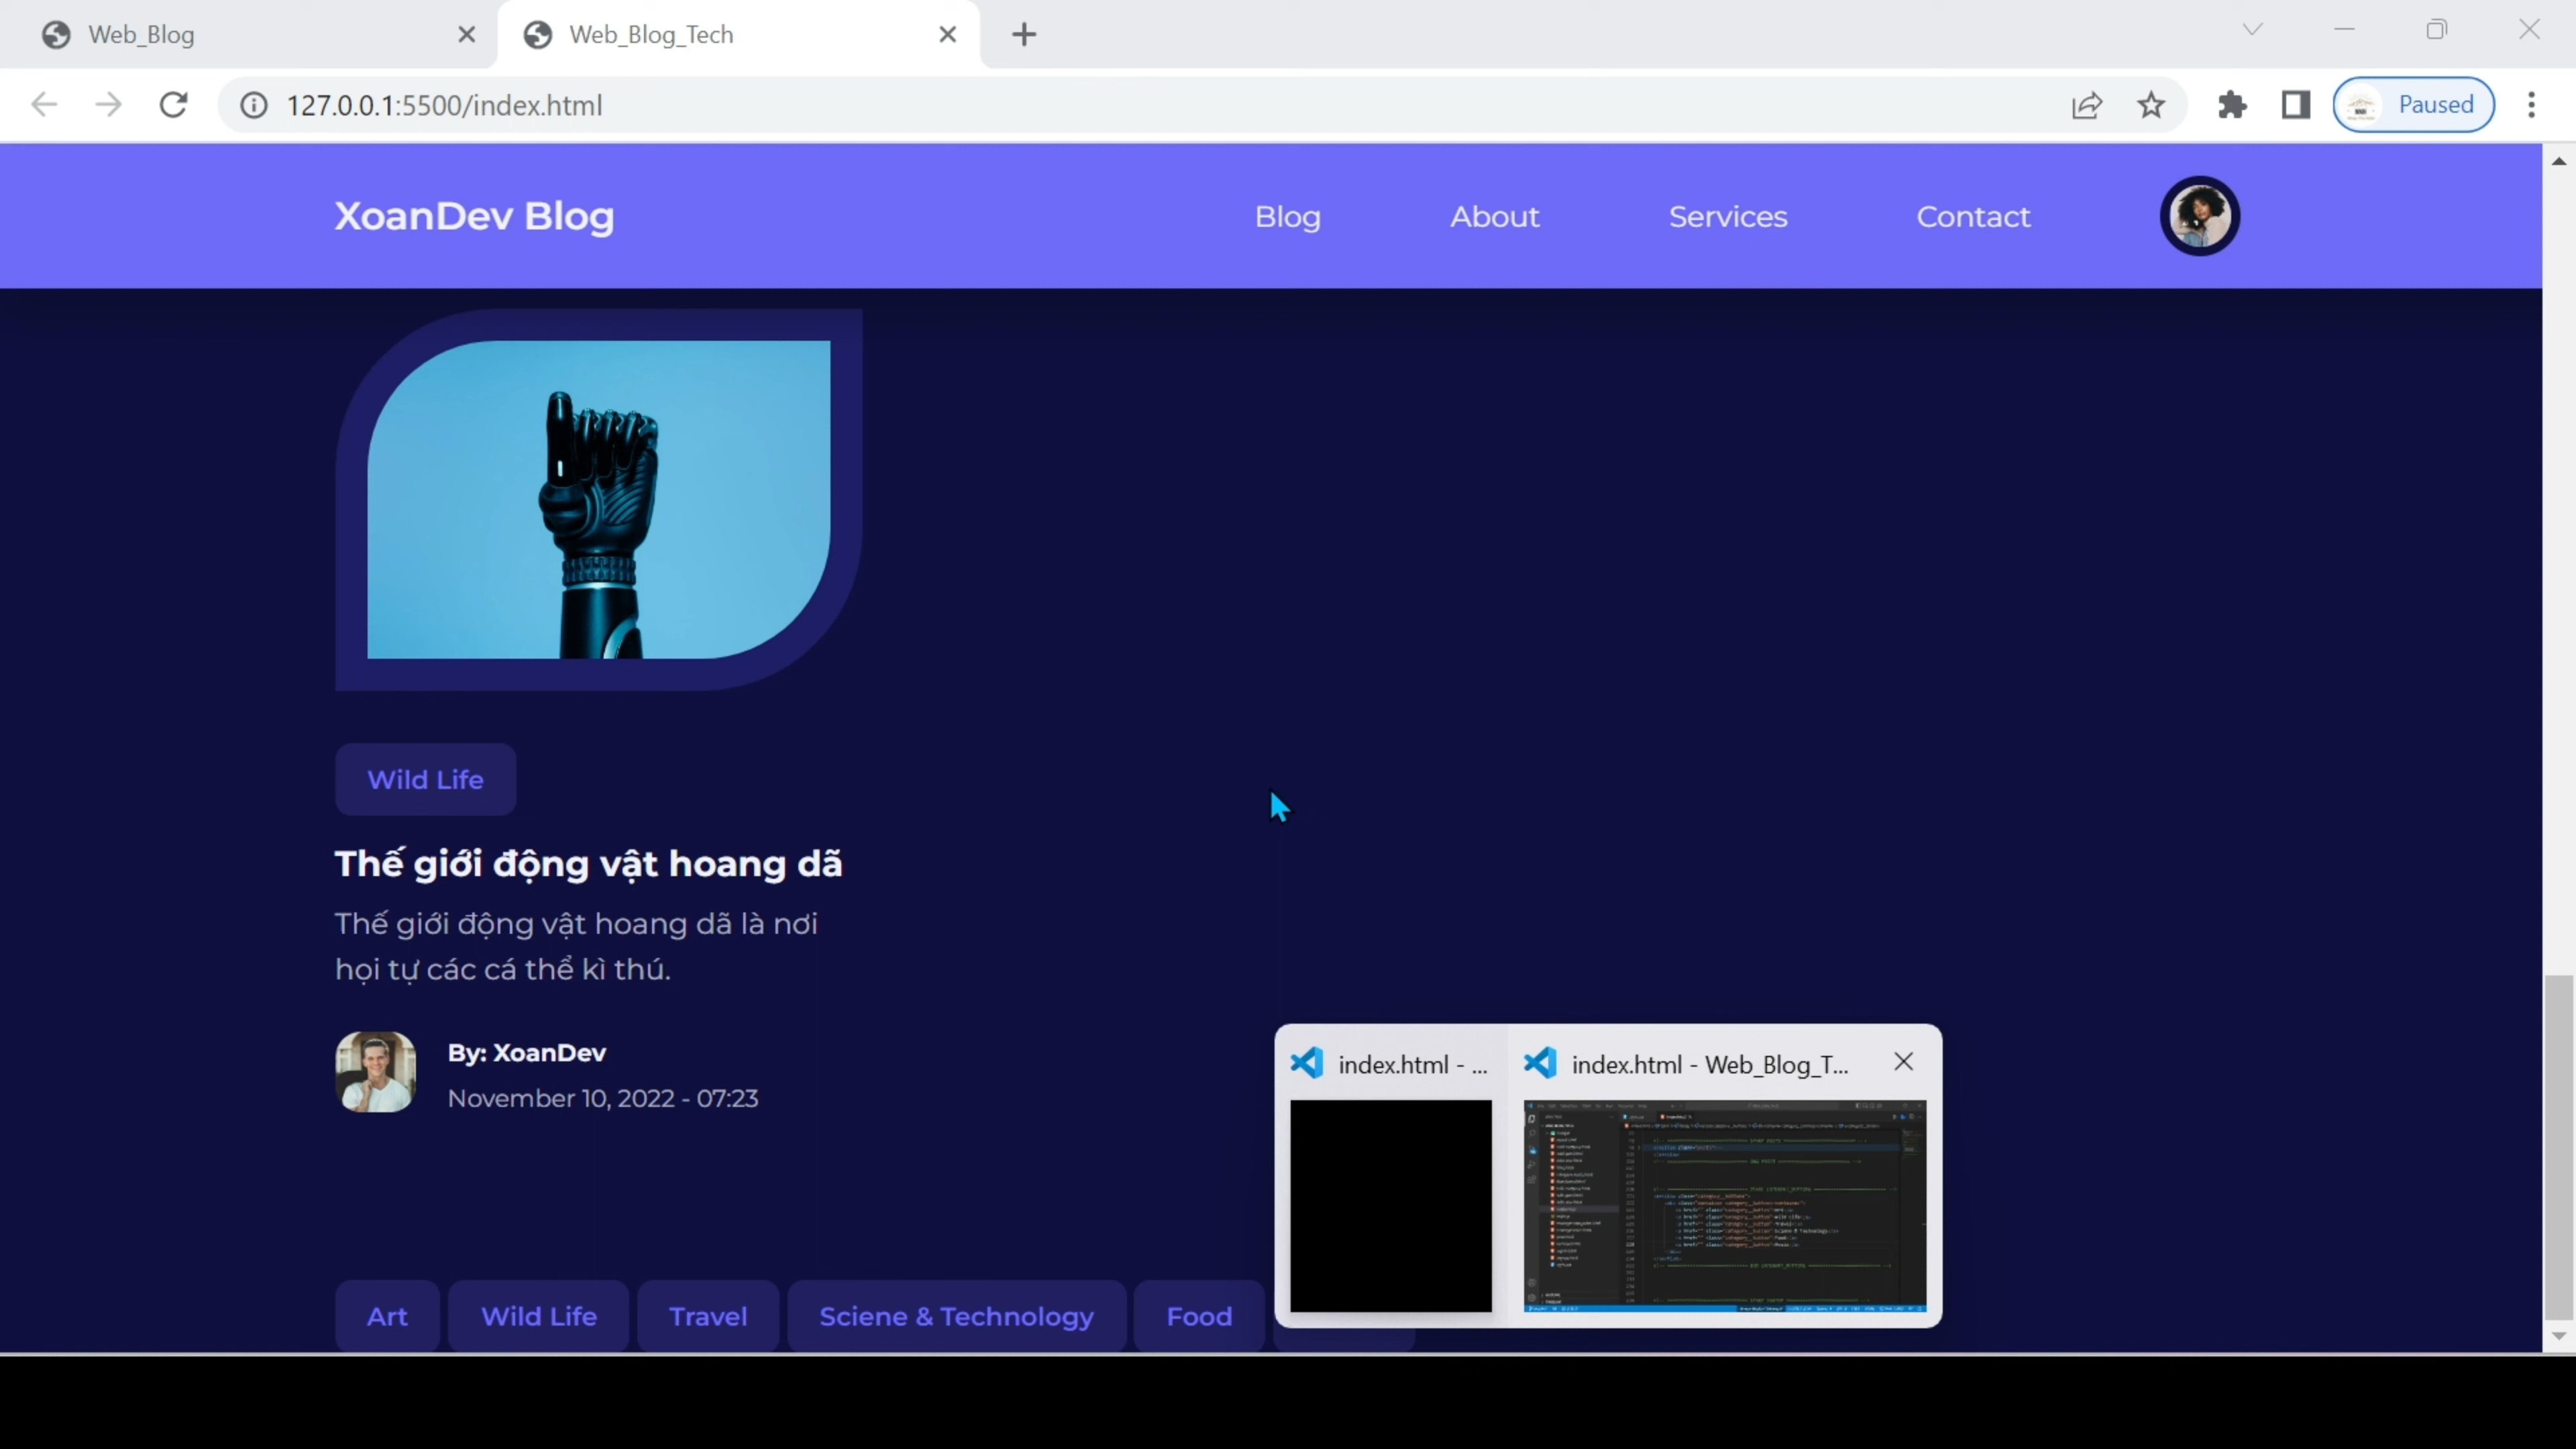 Web_Blog
Web_Blog_Tech
127.0.0.1:5500/index.html
Paused
XoanDev Blog
Blog
About
Services
Contact
Wild Life
Thế giới động vật hoang dã
Thế giới động vật hoang dã là nơi
họi tự các cá thể kì thú.
By: XoanDev
November 10, 2022 - 07:23
index.html - ...
index.html - Web_Blog_T...
Art
Wild Life
Travel
Sciene & Technology
Food